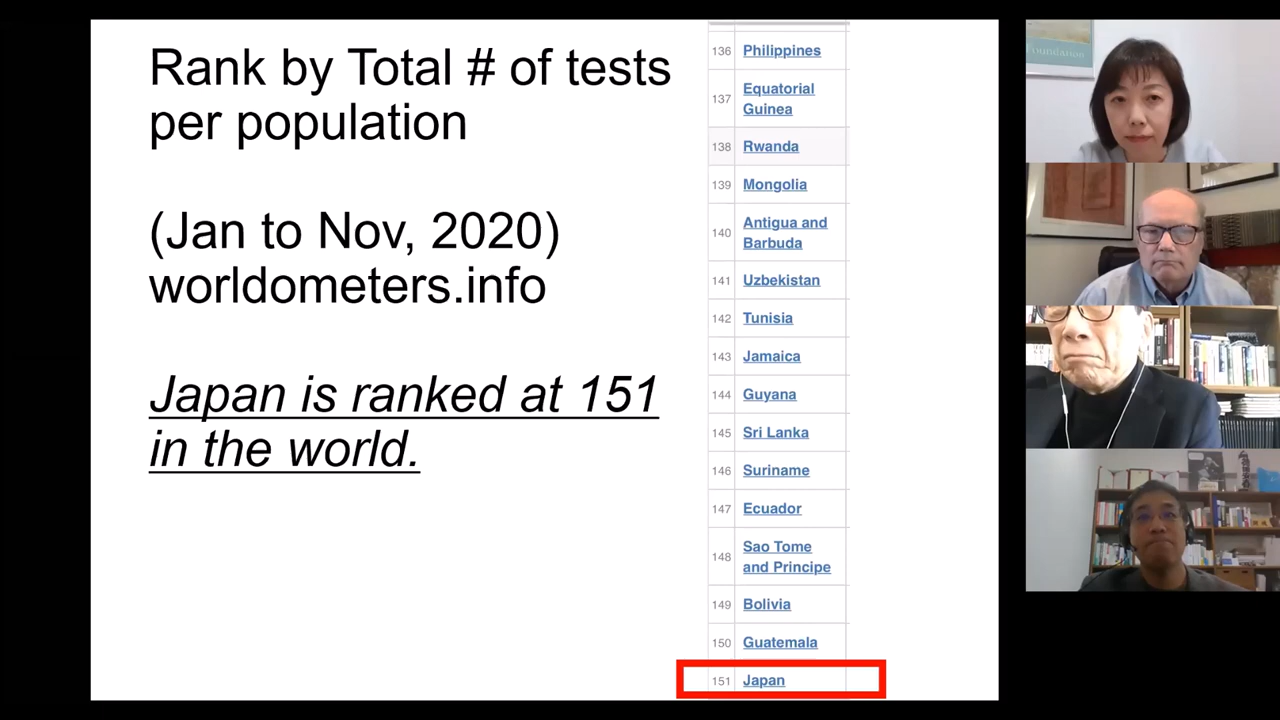 Rank by Total # of tests
per population
(Jan to Nov, 2020)
worldometers.info
Japan is ranked at 151
in the world.
136 Philippines
137 Equatorial
Guinea
138 Rwanda
139 Mongolia
140 Antigua and
Barbuda
141 Uzbekistan
142 Tunisia
143 Jamaica
144 Guyana
145 Sri Lanka
146 Suriname
147 Ecuador
148 Sao Tome
and Principe
149 Bolivia
150 Guatemala
151 Japan